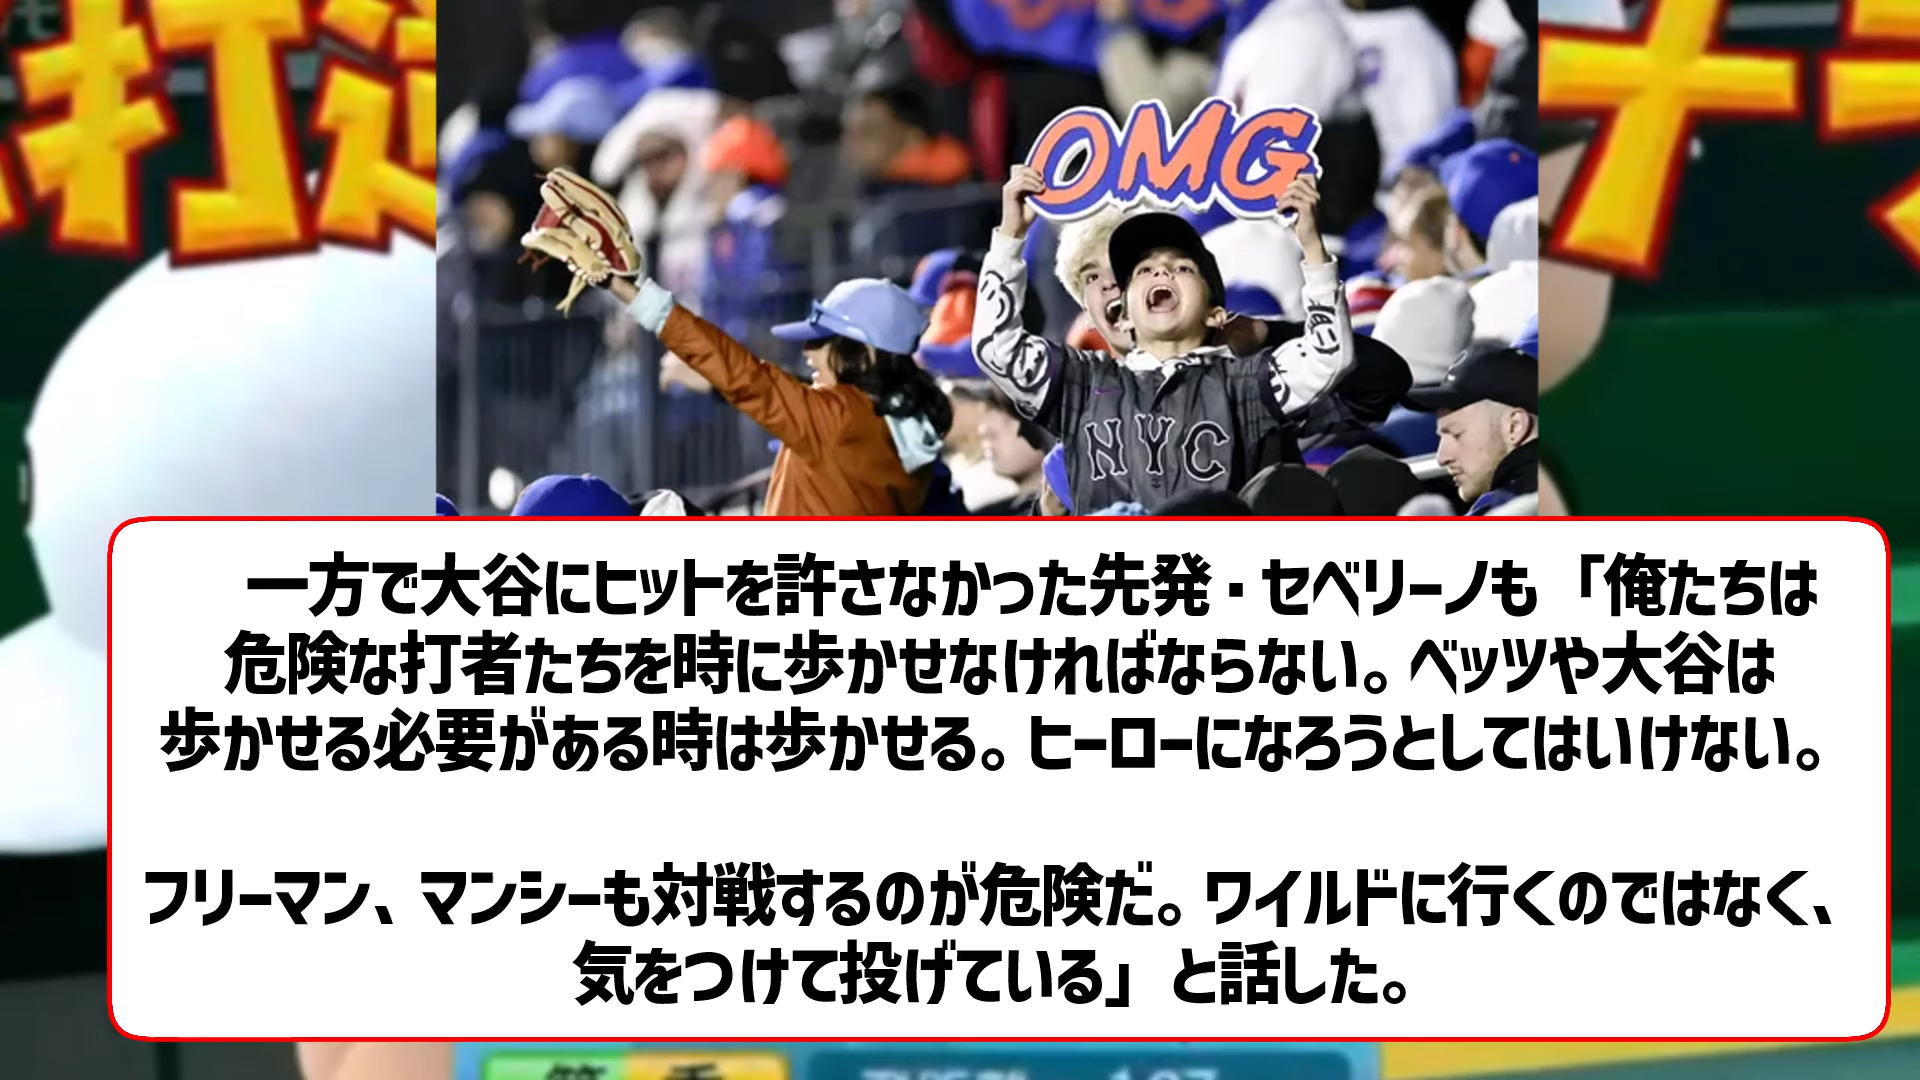 打
OMG
NYC
一方で大谷にヒットを許さなかった先発・セベリーノも「俺たちは
危険な打者たちを時に歩かせなければならない。ベッツや大谷は
歩かせる必要がある時は歩かせる。ヒーローになろうとしてはいけない。
フリーマン、マンシーも対戦するのが危険だ。ワイルドに行くのではなく、
気をつけて投げている」と話した。